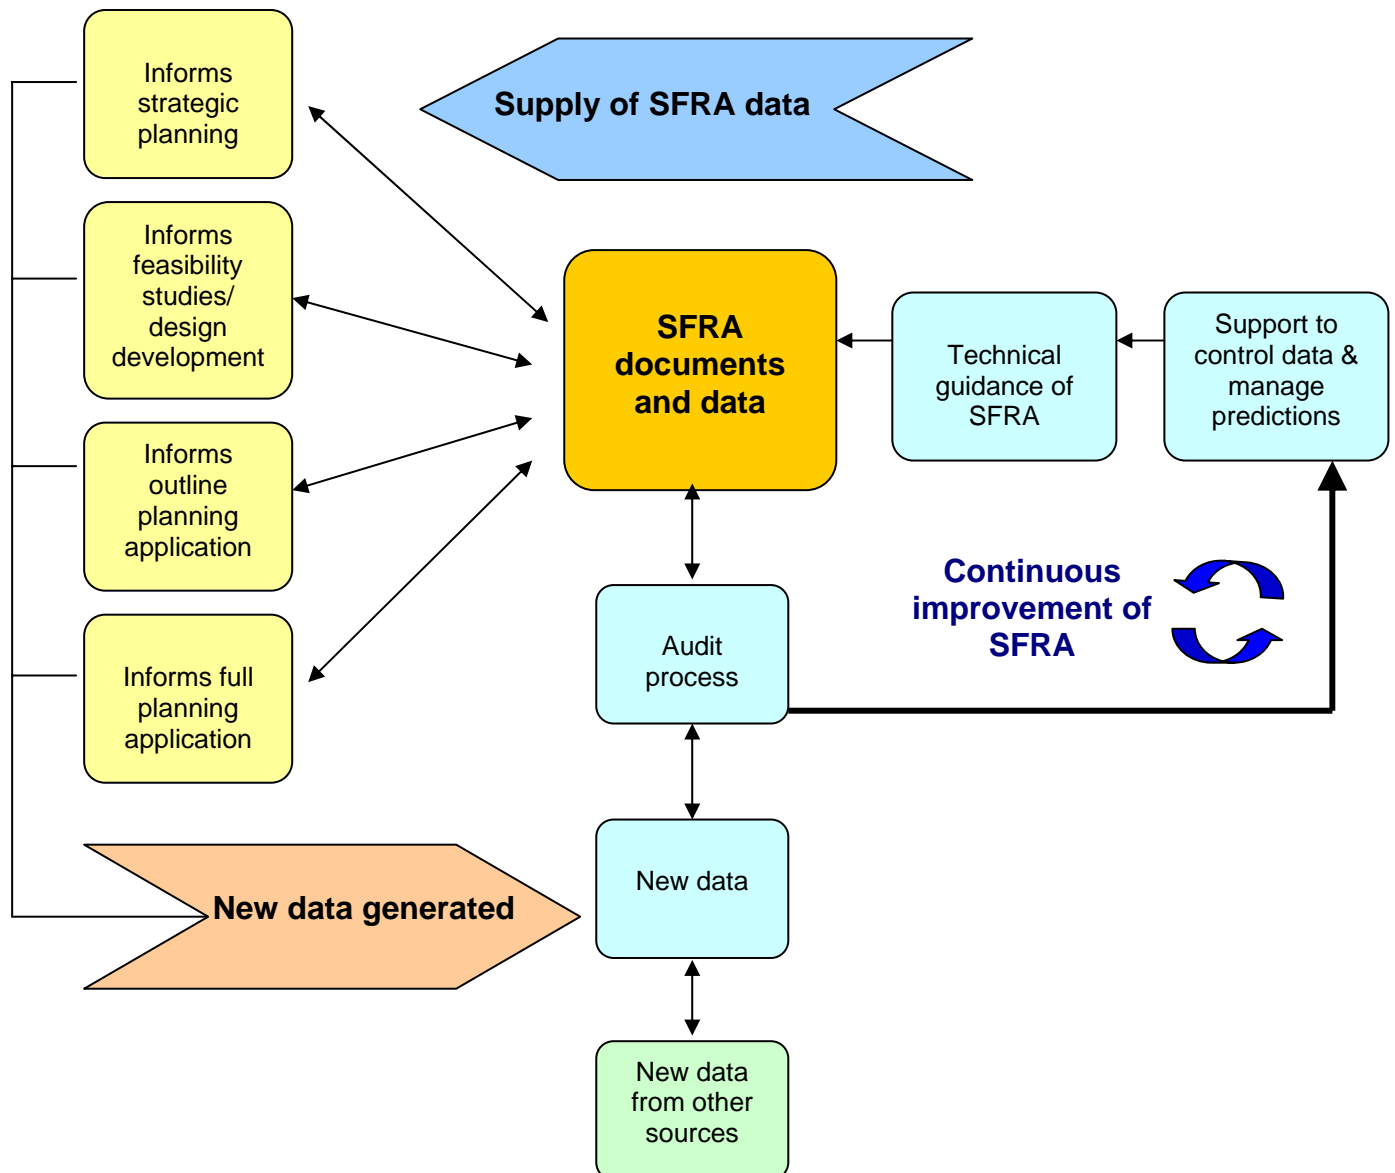 Informs
strategic
planning
Supply of SFRA data
Informs
feasibility
studies/
design
development
SFRA
documents
and data
Technical
guidance of
SFRA
Support to
control data &
manage
predictions
Informs
outline
planning
application
Continuous
improvement of
SFRA
Informs full
planning
application
Audit
process
New data generated
New data
New data
from other
sources